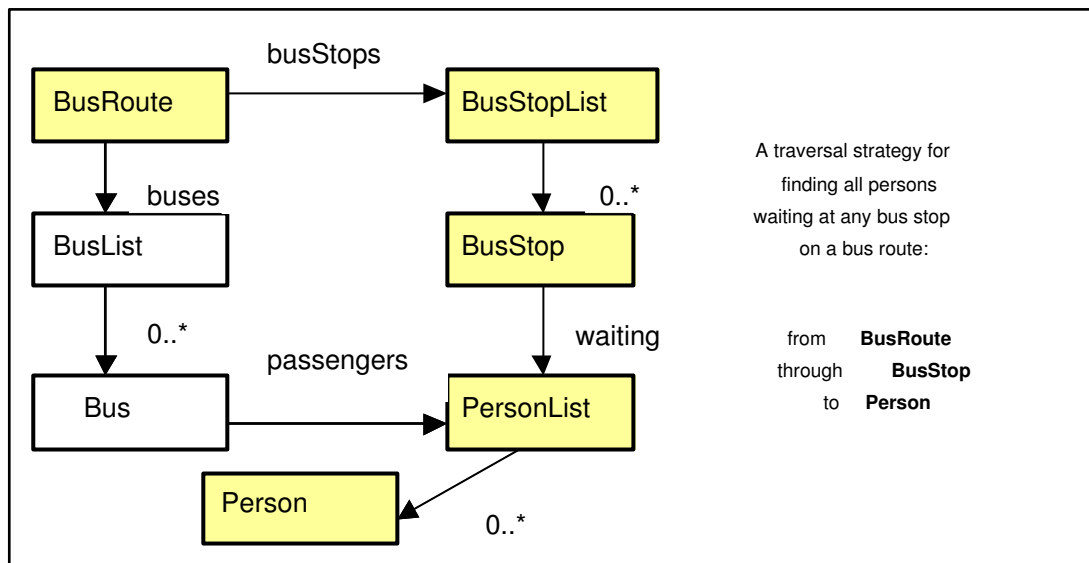 busStops
BusRoute
BusStopList
buses
0..*
BusList
BusStop
0..*
waiting
passengers
Bus
PersonList
Person
0..*
A traversal strategy for
finding all persons
waiting at any bus stop
on a bus route:
from BusRoute
through BusStop
to Person